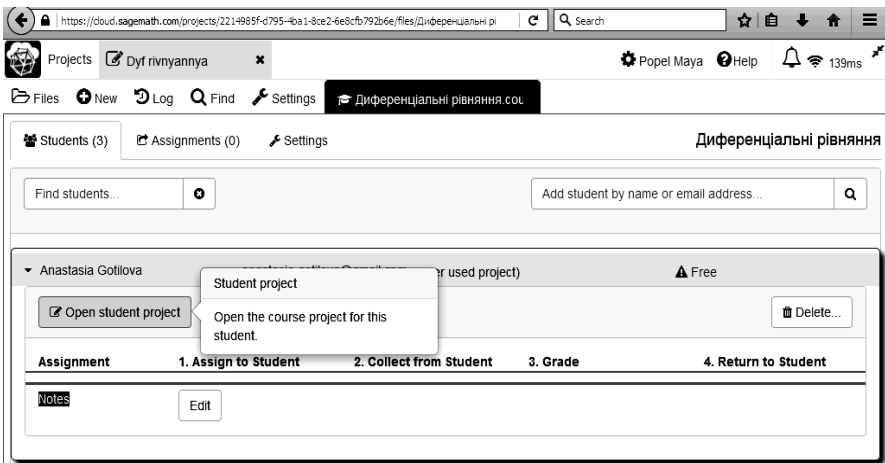 https://cloud.sagemath.com/projects/2214985f-d795-4ba1-8ce2-6e8cfb792b6e/files/Диференціальні рі Search
Projects Dyf rivnyannya Popel Maya Help 139ms
Files New Log Find Settings Диференціальні рівняння.cou
Students (3) Assignments (0) Settings Диференціальні рівняння
Find students... Add student by name or email address...
Anastasia Gotilova er used project) Free
Student project
Open student project Delete...
Open the course project for this
student.
Assignment 1. Assign to Student 2. Collect from Student 3. Grade 4. Return to Student
Notes Edit